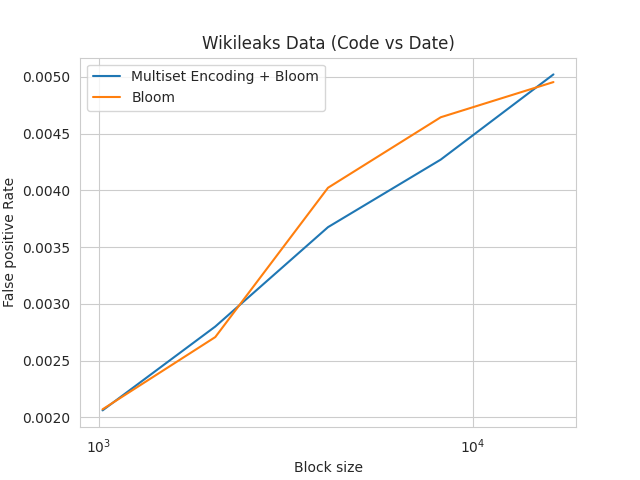 Wikileaks Data (Code vs Date)
Multiset Encoding + Bloom
Bloom
False positive Rate
0.0050
0.0045
0.0040
0.0035
0.0030
0.0025
0.0020
10³
10⁴
Block size